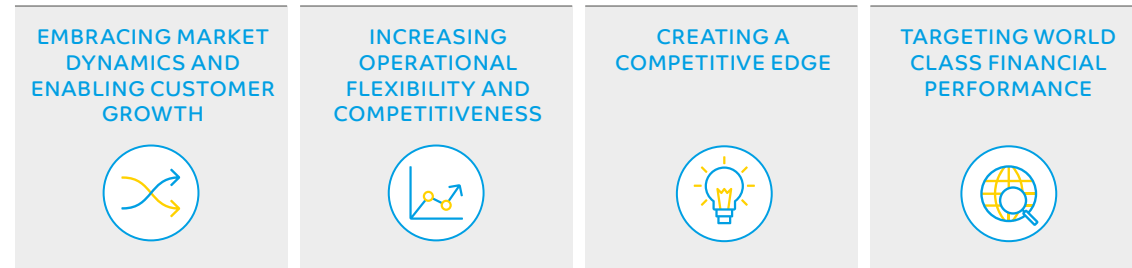 EMBRACING MARKET
DYNAMICS AND
ENABLING CUSTOMER
GROWTH
INCREASING
OPERATIONAL
FLEXIBILITY AND
COMPETITIVENESS
CREATING A
COMPETITIVE EDGE
TARGETING WORLD
CLASS FINANCIAL
PERFORMANCE